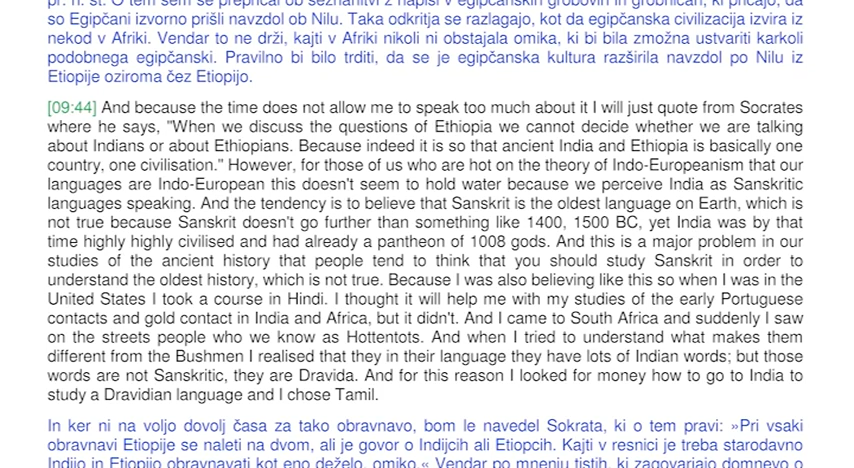 pr. n. št. O tem sem se prepričal ob seznanitvi z napisi v egipčanskih grobovih in grobnicah, ki pričajo, da
so Egipčani izvorno prišli navzdol ob Nilu. Taka odkritja se razlagajo, kot da egipčanska civilizacija izvira iz
nekod v Afriki. Vendar to ne drži, kajti v Afriki nikoli ni obstajala omika, ki bi bila zmožna ustvariti karkoli
podobnega egipčanski. Pravilno bi bilo trditi, da se je egipčanska kultura razširila navzdol po Nilu iz
Etiopije oziroma čez Etiopijo.
[09:44] And because the time does not allow me to speak too much about it I will just quote from Socrates
where he says, "When we discuss the questions of Ethiopia we cannot decide whether we are talking
about Indians or about Ethiopians. Because indeed it is so that ancient India and Ethiopia is basically one
country, one civilisation." However, for those of us who are hot on the theory of Indo-Europeanism that our
languages are Indo-European this doesn't seem to hold water because we perceive India as Sanskritic
languages speaking. And the tendency is to believe that Sanskrit is the oldest language on Earth, which is
not true because Sanskrit doesn't go further than something like 1400, 1500 BC, yet India was by that
time highly highly civilised and had already a pantheon of 1008 gods. And this is a major problem in our
studies of the ancient history that people tend to think that you should study Sanskrit in order to
understand the oldest history, which is not true. Because I was also believing like this so when I was in the
United States I took a course in Hindi. I thought it will help me with my studies of the early Portuguese
contacts and gold contact in India and Africa, but it didn't. And I came to South Africa and suddenly I saw
on the streets people who we know as Hottentots. And when I tried to understand what makes them
different from the Bushmen I realised that they in their language they have lots of Indian words; but those
words are not Sanskritic, they are Dravida. And for this reason I looked for money how to go to India to
study a Dravidian language and I chose Tamil.
In ker ni na voljo dovolj časa za tako obravnavo, bom le navedel Sokrata, ki o tem pravi: »Pri vsaki
obravnavi Etiopije se naleti na dvom, ali je govor o Indijcih ali Etiopcih. Kajti v resnici je treba starodavno
Indijo in Etiopijo obravnavati kot eno deželo, omiko.« Vendar po mnenju tistih, ki zagovrjajo domnevo o